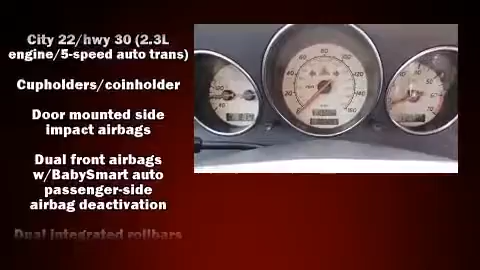 City 22/hwy 30 (2.3L
engine/5-speed auto trans)
Cupholders/coinholder
Door mounted side
impact airbags
Dual front airbags
w/BabySmart auto
passenger-side
airbag deactivation
Dual integrated rollbars